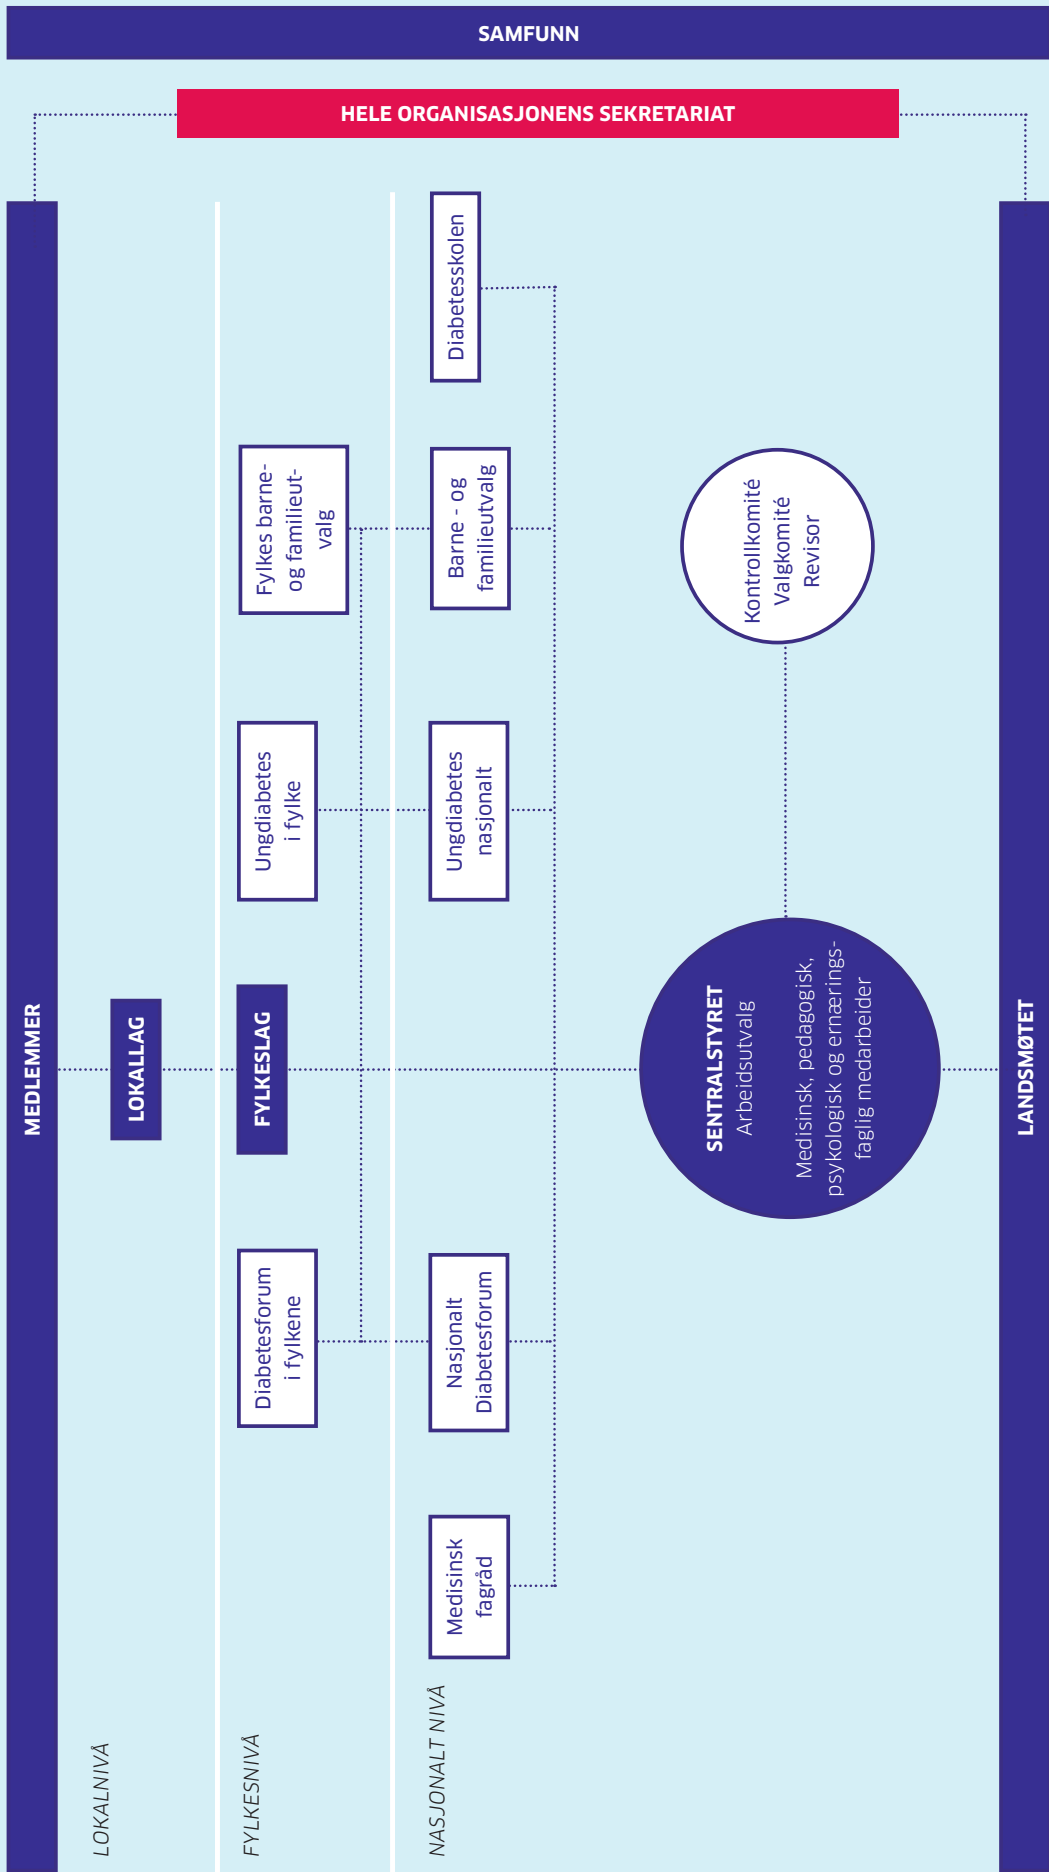 SAMFUNN
HELE ORGANISASJONENS SEKRETARIAT
MEDLEMMER
LOKALNIVÅ
LOKALLAG
FYLKESNIVÅ
Diabetesforum
i fylkene
FYLKESLAG
Ungdiabetes
i fylke
Fylkes barne-
og familieut-
valg
NASJONALT NIVÅ
Medisinsk
fagråd
Nasjonalt
Diabetesforum
Ungdiabetes
nasjonalt
Barne - og
familieutvalg
Diabetesskolen
SENTRALSTYRET
Arbeidsutvalg
Medisinsk, pedagogisk,
psykologisk og ernærings-
faglig medarbeider
Kontrollkomité
Valgkomité
Revisor
LANDSMØTET